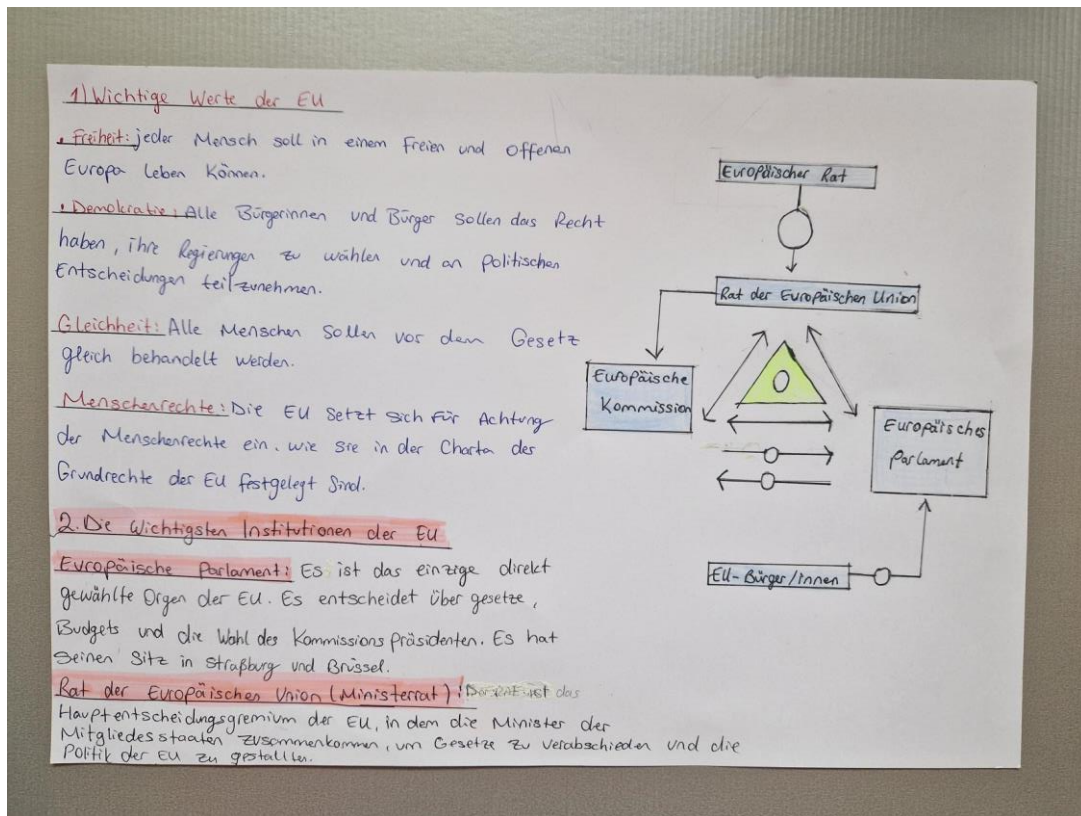 1) Wichtige Werte der EU
• Freiheit: jeder Mensch soll in einem Freien und offenen
Europa leben können.
• Demokratie: Alle Bürgerinnen und Bürger sollen das Recht
haben, ihre Regierungen zu wählen und an Politischen
Entscheidungen teilzunehmen.
Gleichheit: Alle Menschen sollen vor dem Gesetz
gleich behandelt werden.
Menschenrechte: Die EU setzt sich für Achtung
der Menschenrechte ein. wie sie in der Charta des
Grundrechte der EU festgelegt Sind.
2. Die Wichtigsten Institutionen der EU
Europäische Parlament: Es ist das einzige direkt
gewählte Orgen der EU. Es entscheidet über gesetze,
Budgets und die Wahl des Kommissions präsidenten. Es hat
Seinen Sitz in Straßburg und Brüssel.
Rat der Europäischen Union (Ministerrat): Der Rat ist das
Hauptentscheidungsgremium der EU, in dem die Minister der
Mitgliedesstaaten zusammenkommen, um Gesetze zu verabschieden und die
Politik der EU zu gestallten.
Europäischer Rat
Rat der Europäischen Union
Europäische
Kommission
Europäisches
Parlament
EU-Bürger/innen